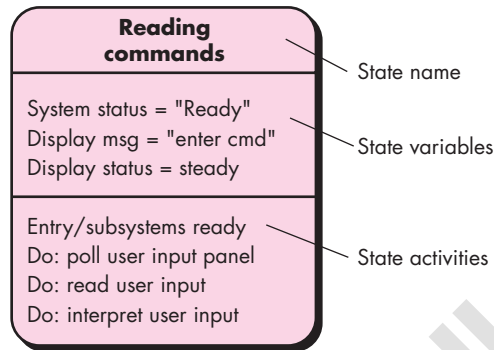 Reading
commands
State name
System status = "Ready"
Display msg = "enter cmd"
Display status = steady
State variables
Entry/subsystems ready
Do: poll user input panel
Do: read user input
Do: interpret user input
State activities